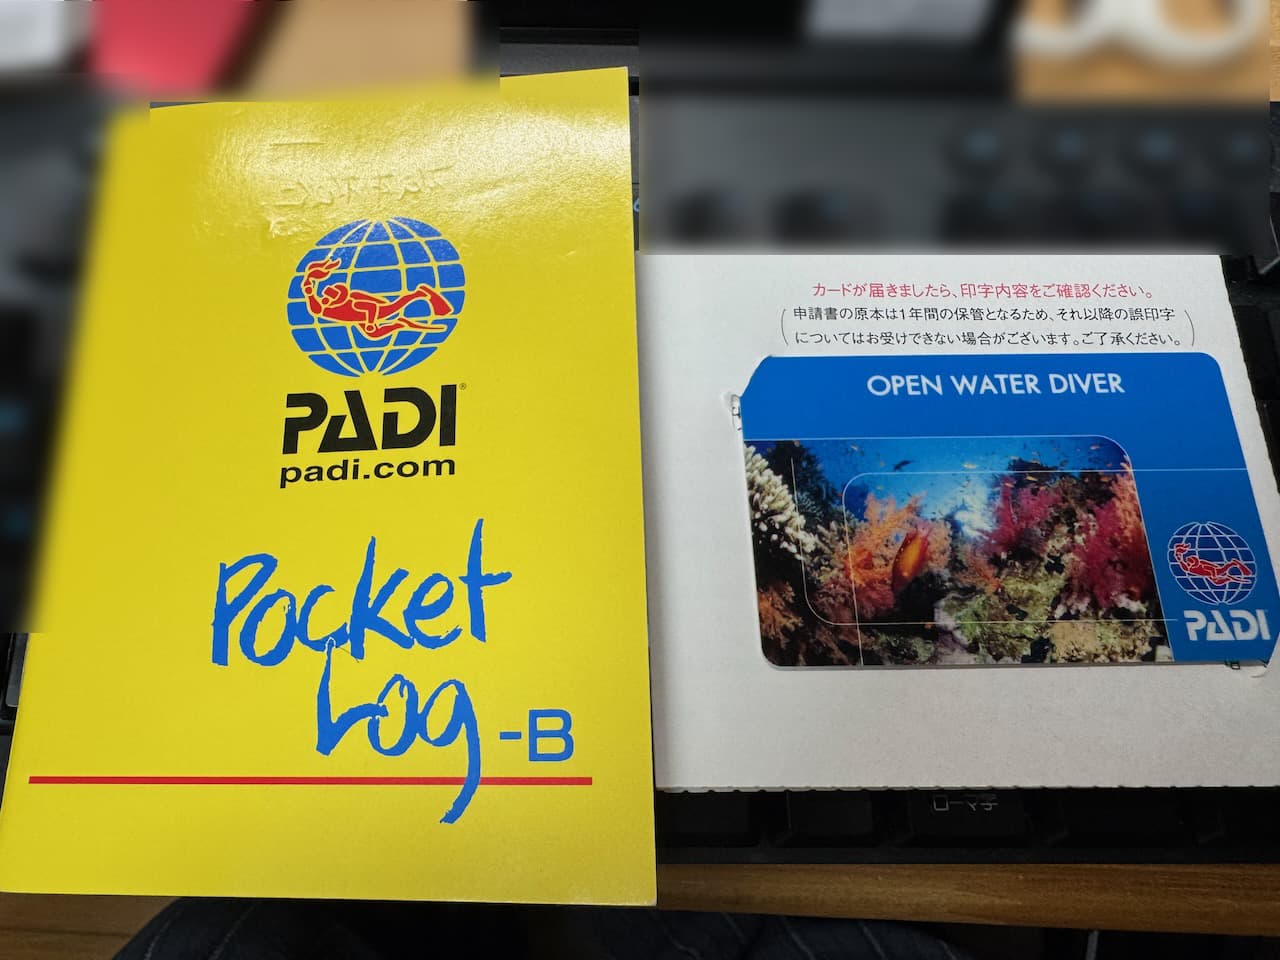 PADI®
padi.com
Pocket
Log -B
カードが届きましたら、印字内容をご確認ください。
(申請書の原本は1年間の保管となるため、それ以降の誤印字
についてはお受けできない場合がございます。ご了承ください。)
OPEN WATER DIVER
PADI
ローマ字